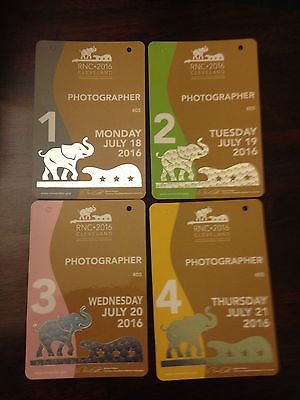 RNC•2016
CLEVELAND
PHOTOGRAPHER
1
MONDAY
JULY 18
2016
RNC•2016
CLEVELAND
PHOTOGRAPHER
2
TUESDAY
JULY 19
2016
RNC•2016
CLEVELAND
PHOTOGRAPHER
3
WEDNESDAY
JULY 20
2016
RNC•2016
CLEVELAND
PHOTOGRAPHER
4
THURSDAY
JULY 21
2016